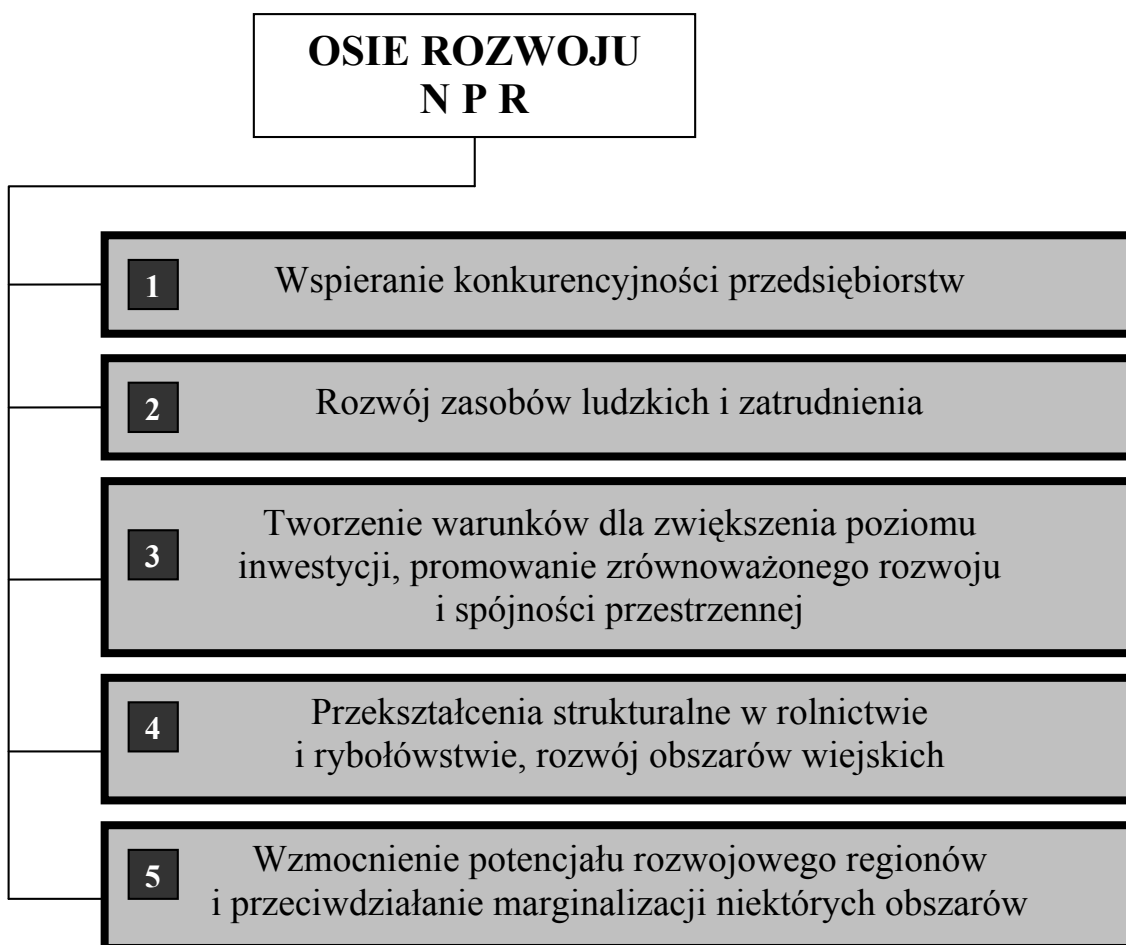 OSIE ROZWOJU
N P R
1
Wspieranie konkurencyjności przedsiębiorstw
2
Rozwój zasobów ludzkich i zatrudnienia
3
Tworzenie warunków dla zwiększenia poziomu
inwestycji, promowanie zrównoważonego rozwoju
i spójności przestrzennej
4
Przekształcenia strukturalne w rolnictwie
i rybołówstwie, rozwój obszarów wiejskich
5
Wzmocnienie potencjału rozwojowego regionów
i przeciwdziałanie marginalizacji niektórych obszarów